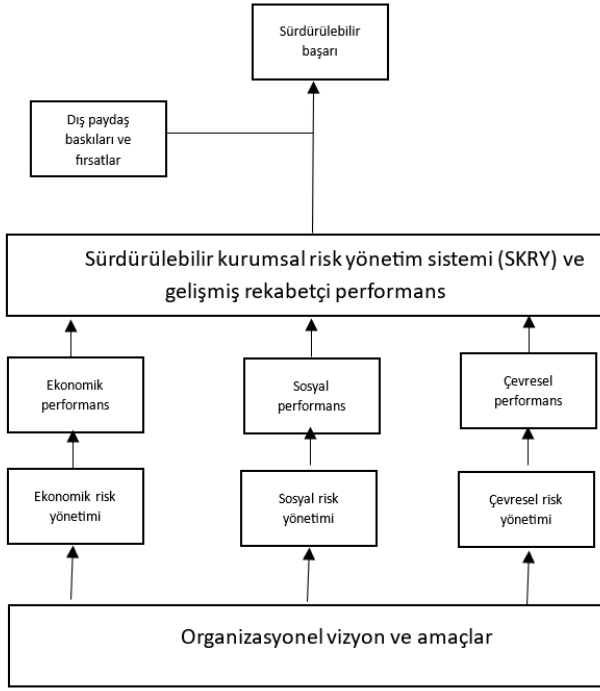 Sürdürülebilir
başarı
Dış paydaş
baskıları ve
fırsatlar
Sürdürülebilir kurumsal risk yönetim sistemi (SKRY) ve
gelişmiş rekabetçi performans
Ekonomik
performans
Sosyal
performans
Çevresel
performans
Ekonomik risk
yönetimi
Sosyal risk
yönetimi
Çevresel risk
yönetimi
Organizasyonel vizyon ve amaçlar